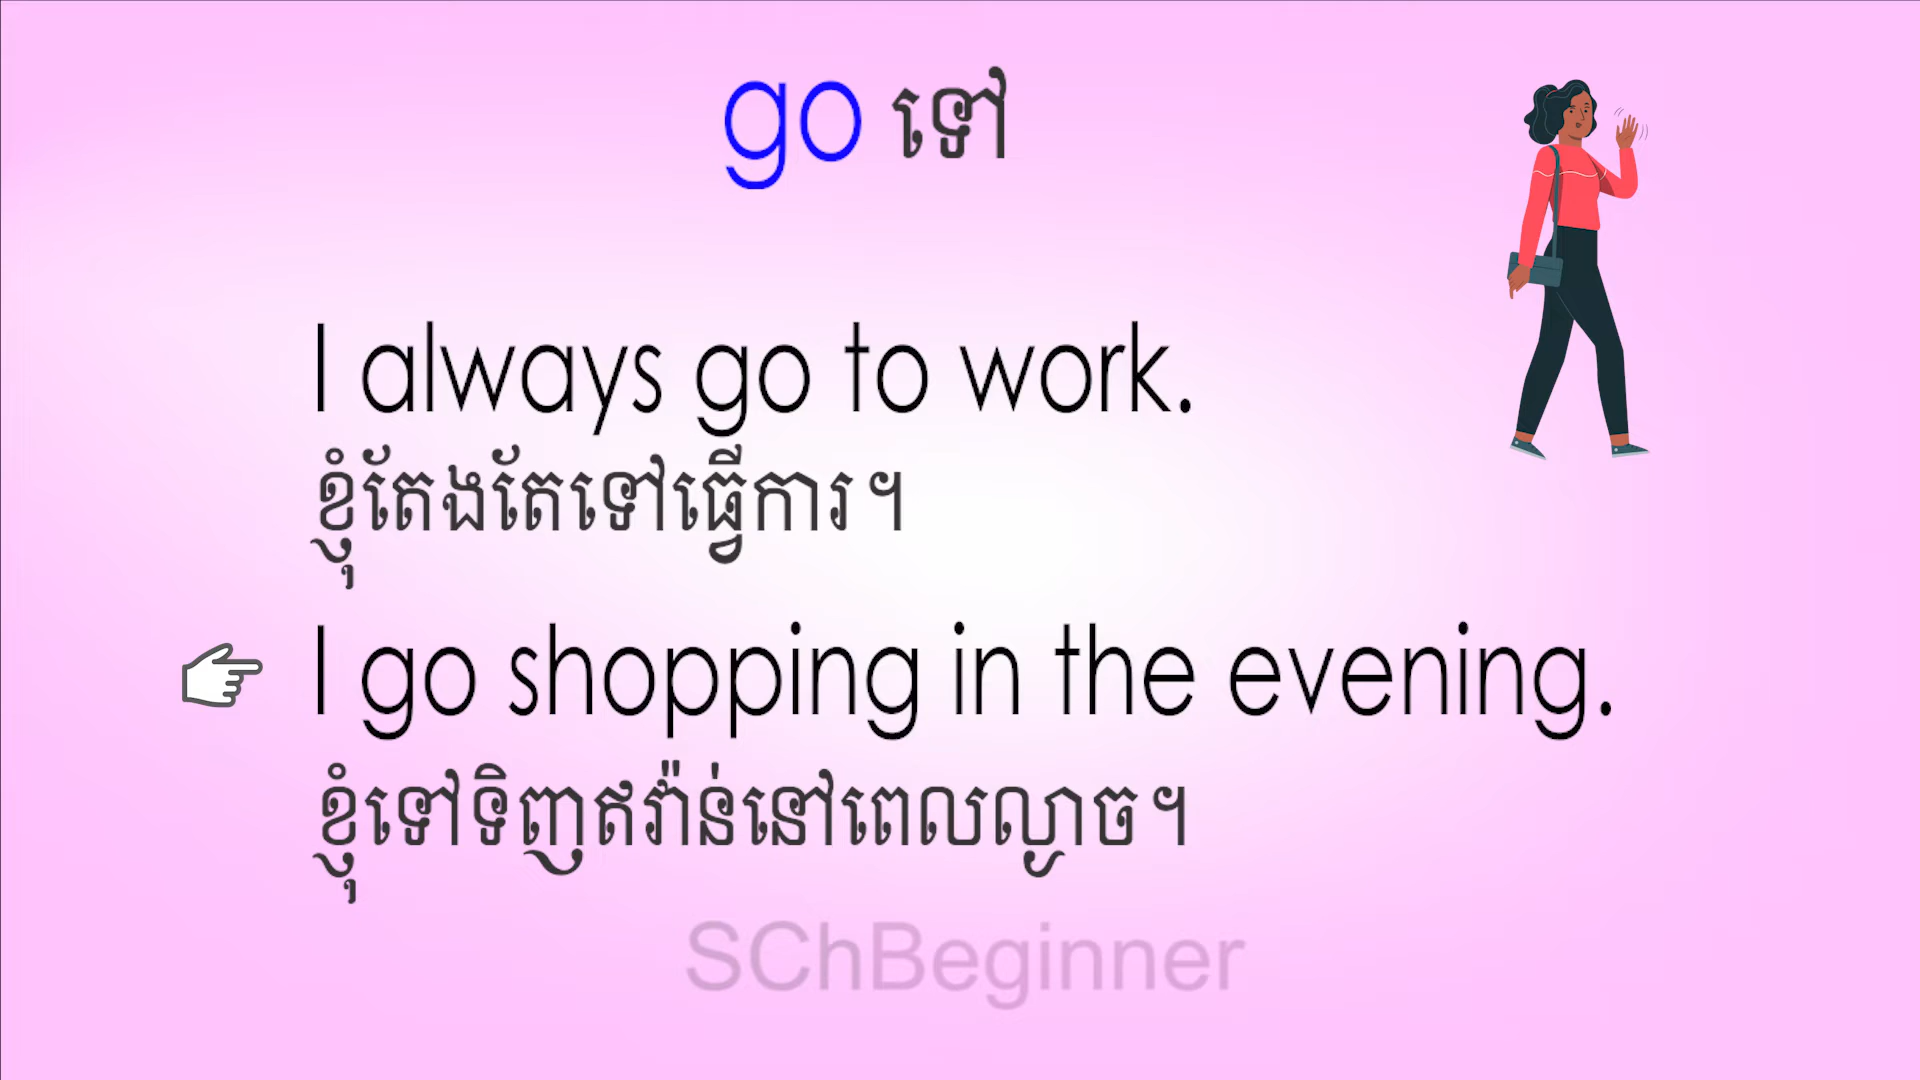 go ទៅ
I always go to work.
ខ្ញុំតែងតែទៅធ្វើការ។
I go shopping in the evening.
ខ្ញុំទៅទិញឥវ៉ាន់នៅពេលល្ងាច។
SChBeginner